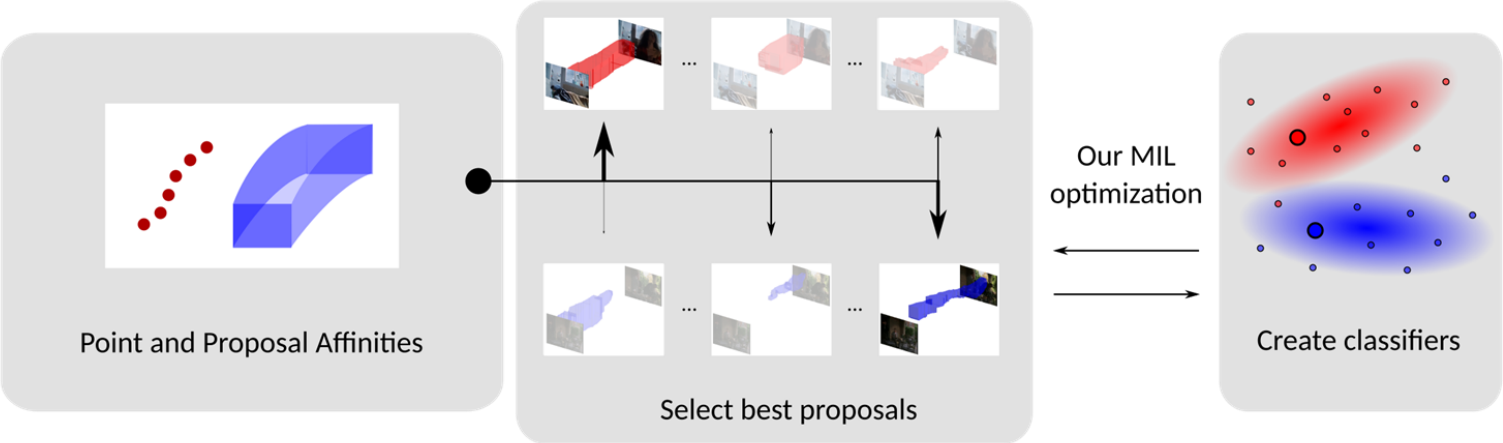 Point and Proposal Affinities
...
...
...
...
Select best proposals
Our MIL
optimization
Create classifiers